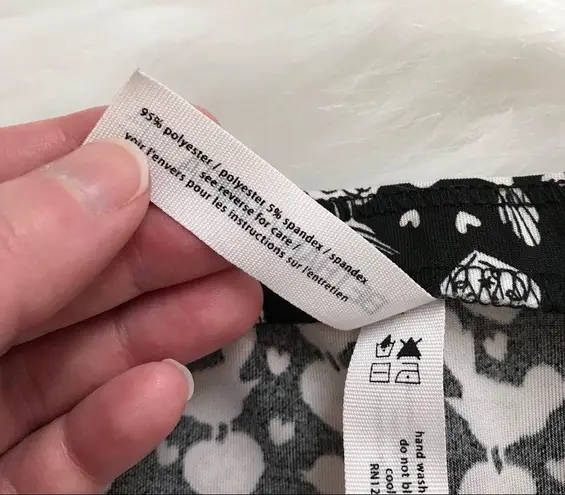 95% polyester / polyester 5% spandex / spandex
see reverse for care /
voir l'envers pour les instructions sur l'entretien
hand wash
do not bl
cool
RN 12